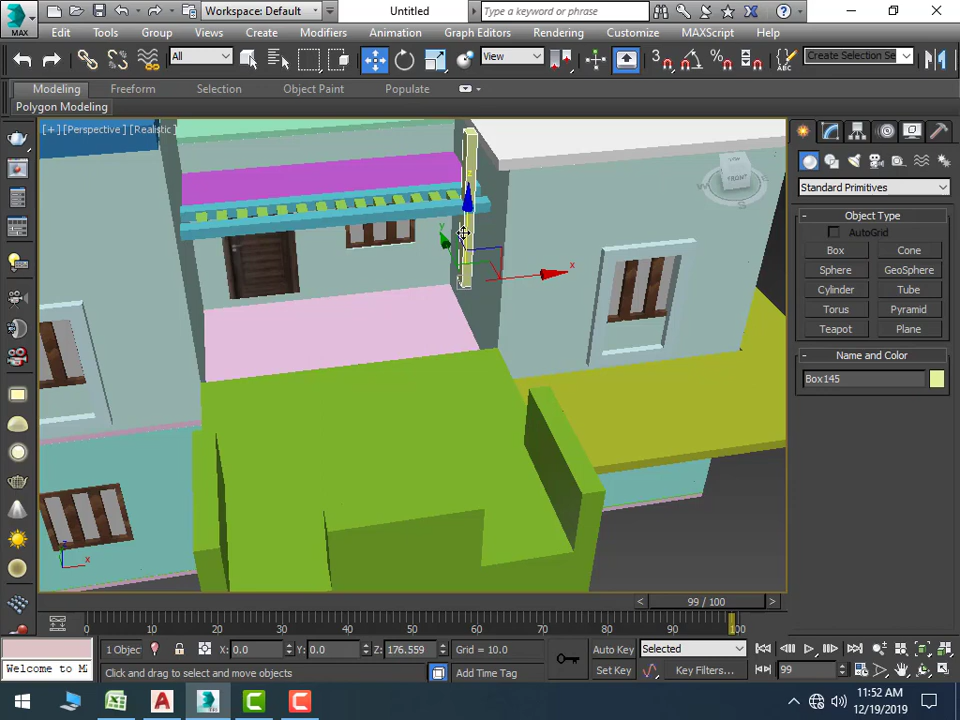 MAX
Workspace: Default
Untitled
Type a keyword or phrase
Edit
Tools
Group
Views
Create
Modifiers
Animation
Graph Editors
Rendering
Customize
MAXScript
Help
All
View
3
Create Selection Se
Modeling
Freeform
Selection
Object Paint
Populate
Polygon Modeling
[+] [Perspective] [Realistic]
FRONT
W
S
z
y
x
x
Standard Primitives
- Object Type
AutoGrid
Box
Cone
Sphere
GeoSphere
Cylinder
Tube
Torus
Pyramid
Teapot
Plane
- Name and Color
Box145
< 99 / 100 >
0 10 20 30 40 50 60 70 80 90 100
1 Objec
X: 0.0
Y: 0.0
Z: 176.559
Grid = 10.0
Auto Key
Selected
Welcome to M
Click and drag to select and move objects
Add Time Tag
Set Key
Key Filters...
99
11:52 AM
12/19/2019